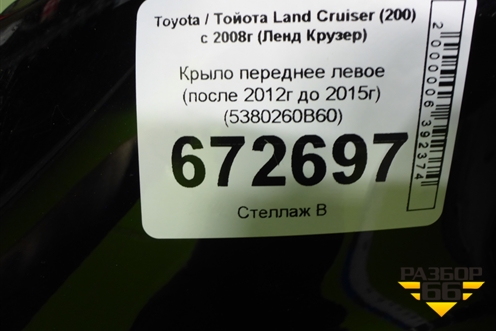 Toyota / Тойота Land Cruiser (200)
с 2008г (Ленд Крузер)
Крыло переднее левое
(после 2012г до 2015г)
(5380260B60)
672697
Стеллаж В
2000006392374
РАЗБОР
66